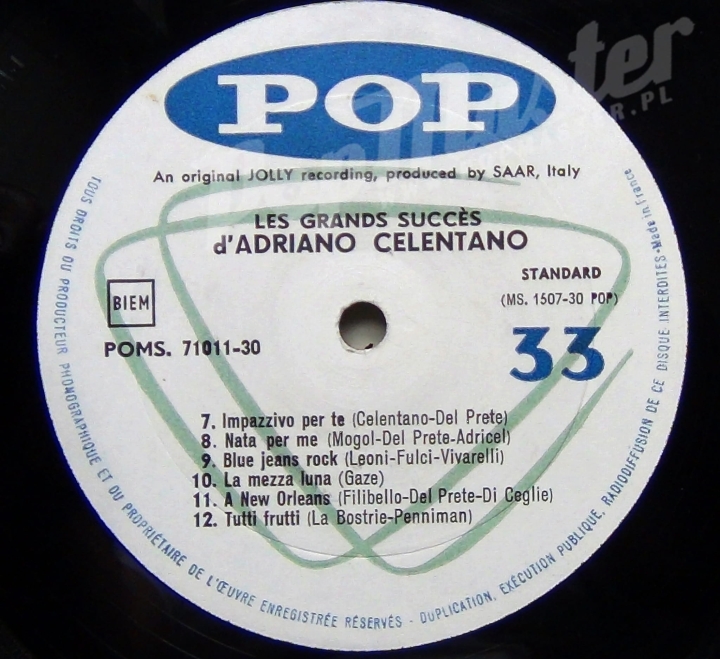 POP
An original JOLLY recording, produced by SAAR, Italy
LES GRANDS SUCCÈS
d'ADRIANO CELENTANO
BIEM
STANDARD
(MS. 1507-30 POP)
POMS. 71011-30
33
7. Impazzivo per te (Celentano-Del Prete)
8. Nata per me (Mogol-Del Prete-Adricel)
9. Blue jeans rock (Leoni-Fulci-Vivarelli)
10. La mezza luna (Gaze)
11. A New Orleans (Filibello-Del Prete-Di Ceglie)
12. Tutti frutti (La Bostrie-Penniman)
TOUS DROITS DU PRODUCTEUR PHONOGRAPHIQUE ET DU PROPRIÉTAIRE DE L'ŒUVRE ENREGISTRÉE RÉSERVÉS - DUPLICATION, EXÉCUTION PUBLIQUE, RADIODIFFUSION DE CE DISQUE INTERDITES - Made in France